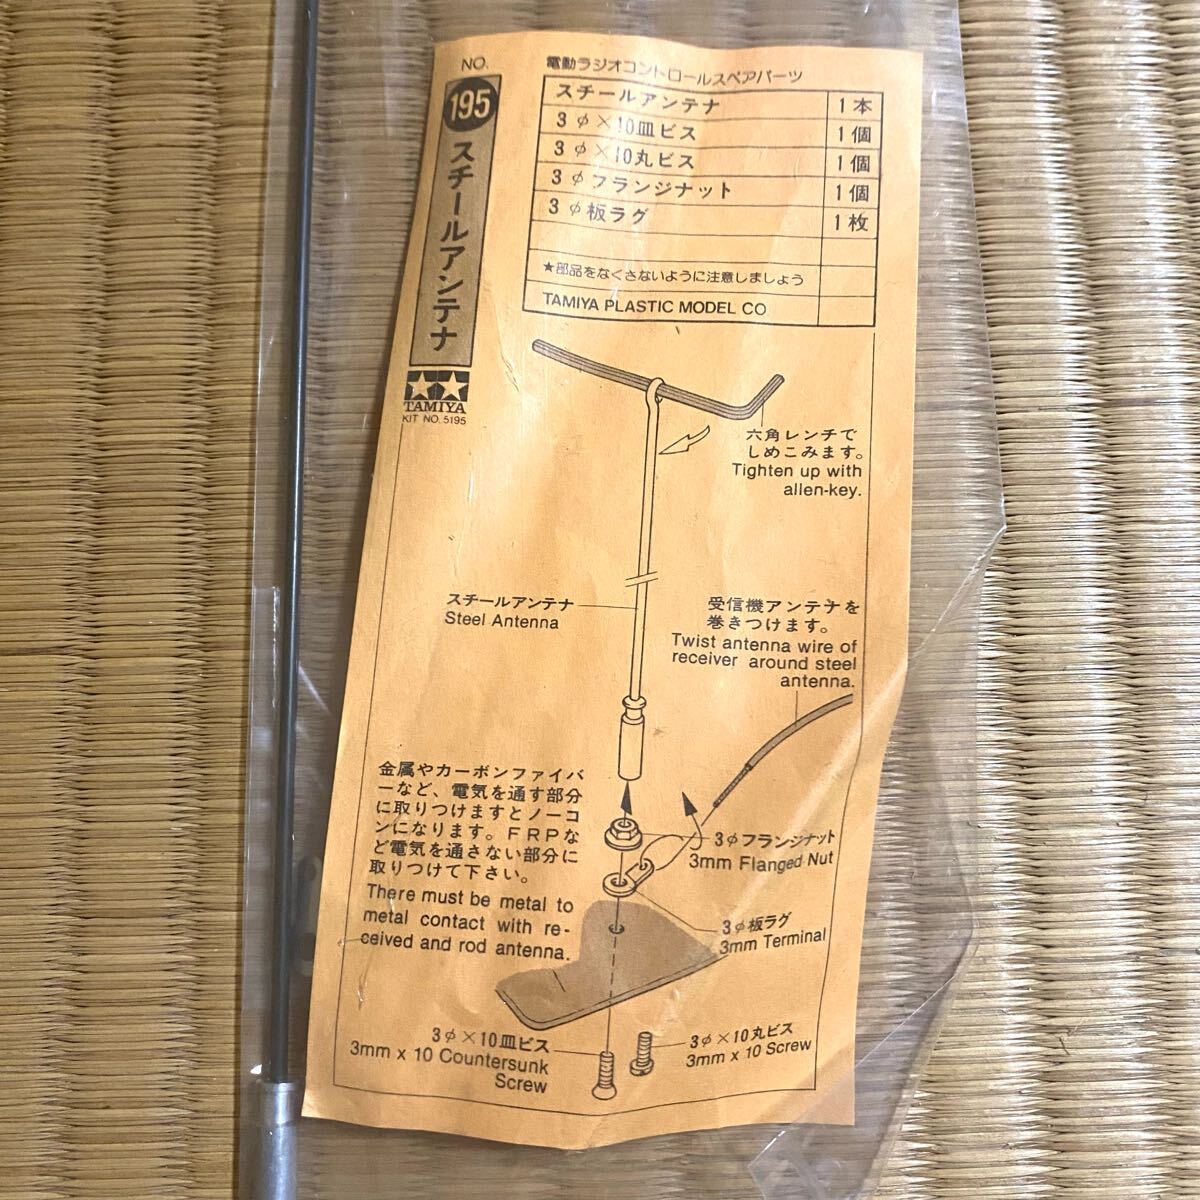 NO.
195
スチールアンテナ
TAMIYA
KIT NO. 5195
電動ラジオコントロールスペアパーツ
スチールアンテナ 1本
3φ×10皿ビス 1個
3φ×10丸ビス 1個
3φフランジナット 1個
3φ板ラグ 1枚
★部品をなくさないように注意しましょう
TAMIYA PLASTIC MODEL CO
六角レンチで
しめこみます。
Tighten up with
allen-key.
スチールアンテナ
Steel Antenna
受信機アンテナを
巻きつけます。
Twist antenna wire of
receiver around steel
antenna.
金属やカーボンファイバ
ーなど、電気を通す部分
に取りつけますとノーコ
ンになります。FRPな
ど電気を通さない部分に
取りつけて下さい。
There must be metal to
metal contact with re-
ceived and rod antenna.
3φフランジナット
3mm Flanged Nut
3φ板ラグ
3mm Terminal
3φ×10皿ビス
3mm x 10 Countersunk
Screw
3φ×10丸ビス
3mm x 10 Screw